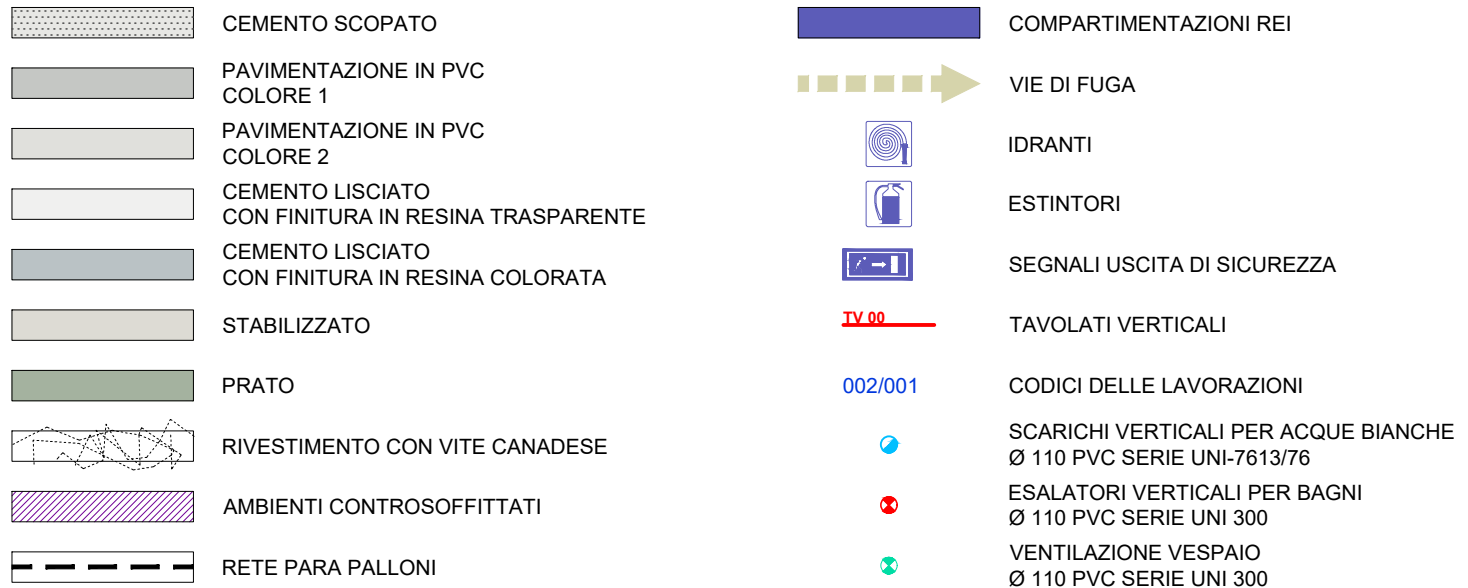 CEMENTO SCOPATO
PAVIMENTAZIONE IN PVC
COLORE 1
PAVIMENTAZIONE IN PVC
COLORE 2
CEMENTO LISCIATO
CON FINITURA IN RESINA TRASPARENTE
CEMENTO LISCIATO
CON FINITURA IN RESINA COLORATA
STABILIZZATO
PRATO
RIVESTIMENTO CON VITE CANADESE
AMBIENTI CONTROSOFFITTATI
RETE PARA PALLONI
COMPARTIMENTAZIONI REI
VIE DI FUGA
IDRANTI
ESTINTORI
SEGNALI USCITA DI SICUREZZA
TV 00
TAVOLATI VERTICALI
002/001
CODICI DELLE LAVORAZIONI
SCARICHI VERTICALI PER ACQUE BIANCHE
Ø 110 PVC SERIE UNI-7613/76
ESALATORI VERTICALI PER BAGNI
Ø 110 PVC SERIE UNI 300
VENTILAZIONE VESPAIO
Ø 110 PVC SERIE UNI 300